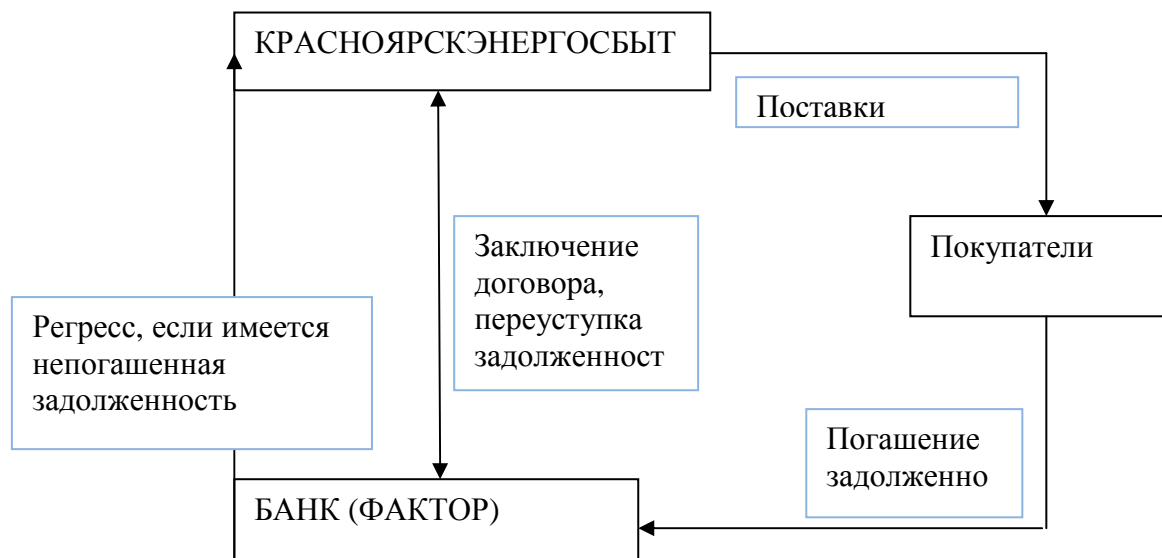 КРАСНОЯРСКЭНЕРГОСБЫТ
Поставки
Заключение
договора,
переуступка
задолженност
Покупатели
Регресс, если имеется
непогашенная
задолженность
Погашение
задолженно
БАНК (ФАКТОР)